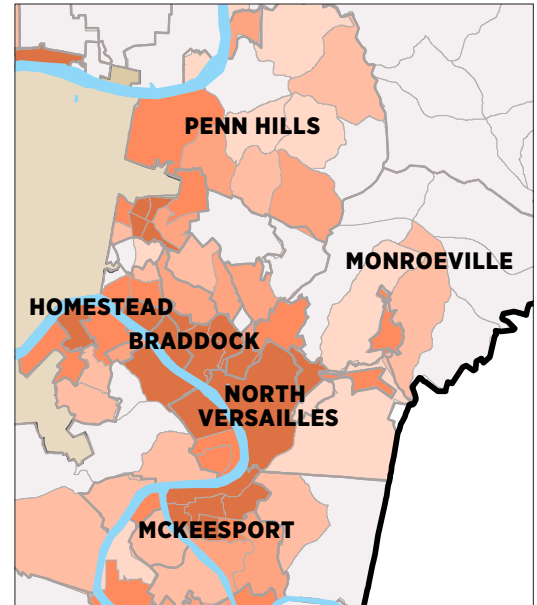 PENN HILLS
MONROEVILLE
HOMESTEAD
BRADDOCK
NORTH
VERSAILLES
MCKEESPORT